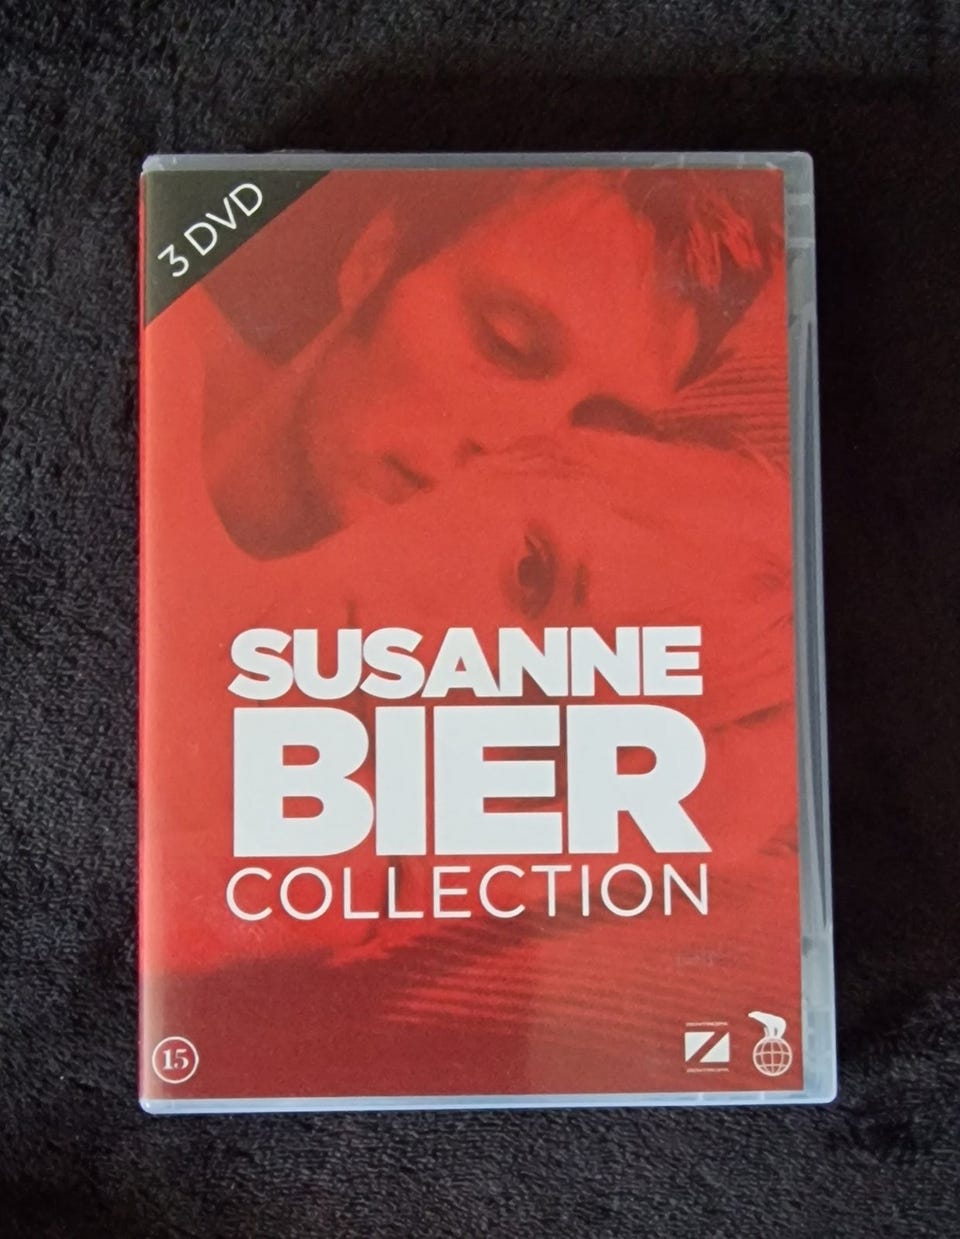 3 DVD
SUSANNE
BIER
COLLECTION
15
Z